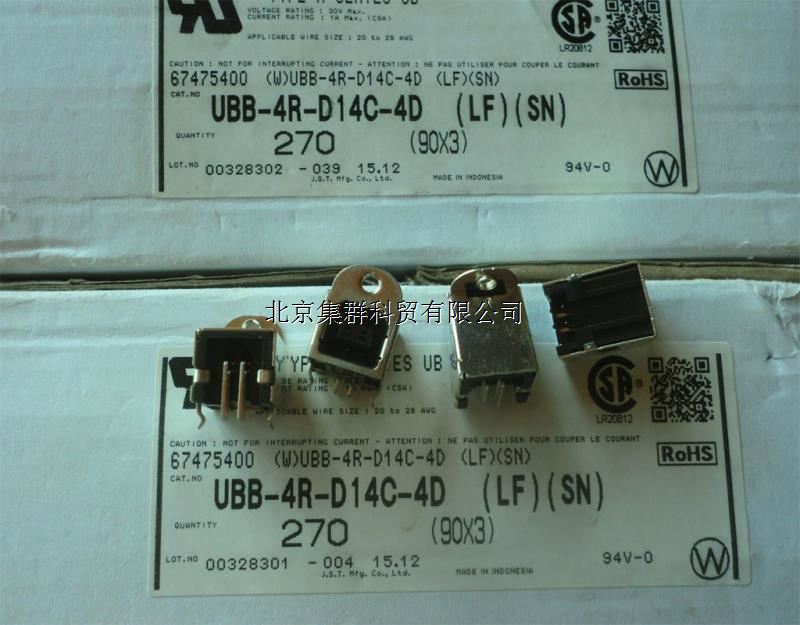 VOLTAGE RATING : 30V Max.
CURRENT RATING : 1A Max. (CSA)
APPLICABLE WIRE SIZE : 20 to 28 AWG
LR20812
CAUTION : NOT FOR INTERRUPTING CURRENT - ATTENTION : NE PAS UTILISER POUR COUPER LE COURANT
67475400 (W)UBB-4R-D14C-4D (LF)(SN)
RoHS
CAT.NO
UBB-4R-D14C-4D (LF)(SN)
QUANTITY
270 (90X3)
LOT.NO 00328302 -039 15.12 94V-0 W
J.S.T. Mfg. Co., Ltd. MADE IN INDONESIA
北京集群科贸有限公司
UB
(CSA)
WIRE SIZE : 20 to 28 AWG
LR20812
CAUTION : NOT FOR INTERRUPTING CURRENT - ATTENTION : NE PAS UTILISER POUR COUPER LE COURANT
67475400 (W)UBB-4R-D14C-4D (LF)(SN)
RoHS
CAT.NO
UBB-4R-D14C-4D (LF)(SN)
QUANTITY
270 (90X3)
LOT.NO 00328301 -004 15.12 94V-0 W
J.S.T. Mfg. Co., Ltd. MADE IN INDONESIA